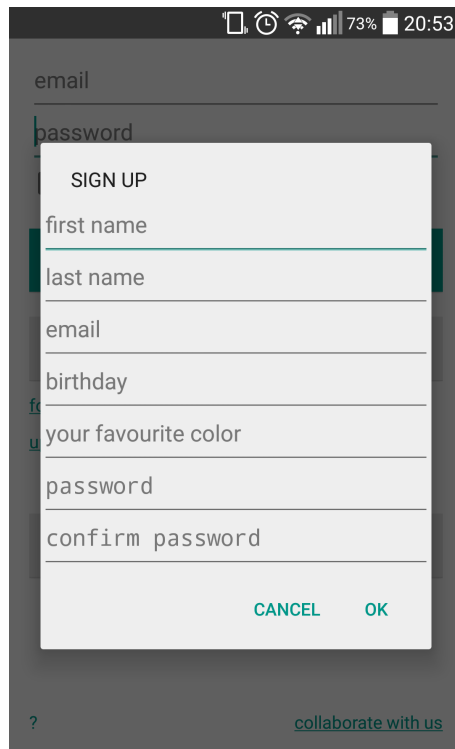 73% 20:53
email
password
SIGN UP
first name
last name
email
birthday
your favourite color
password
confirm password
CANCEL OK
? collaborate with us